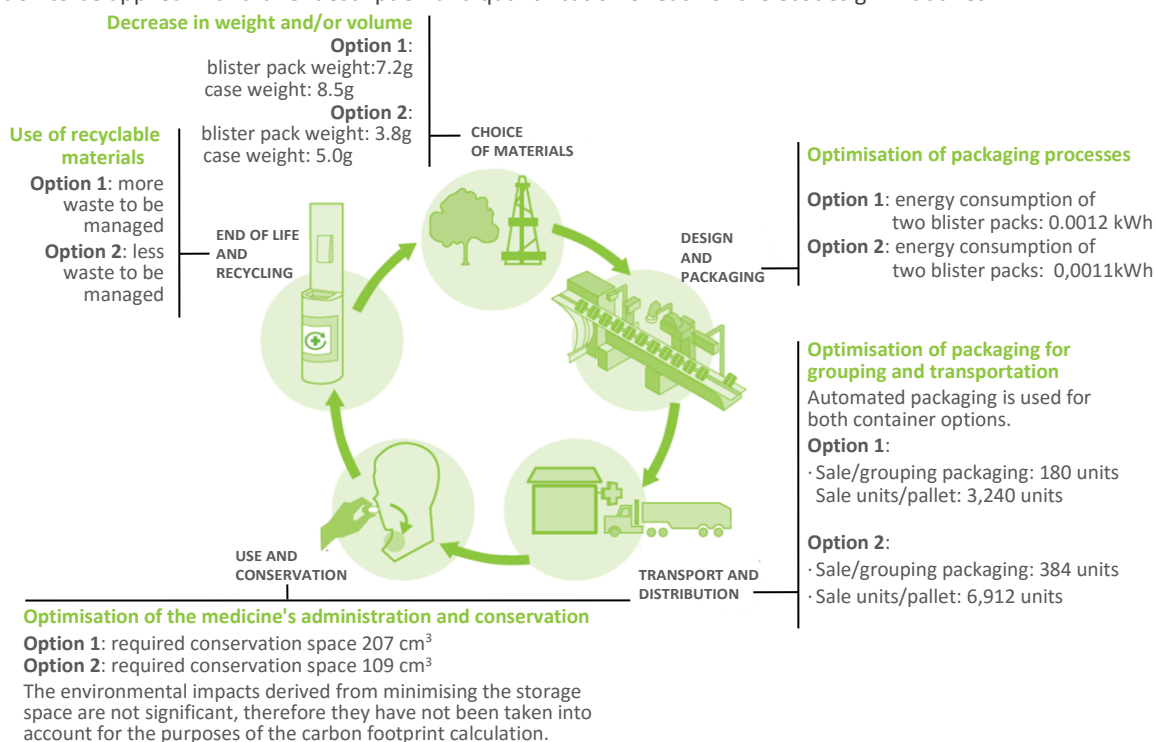 Decrease in weight and/or volume
Option 1:
blister pack weight:7.2g
case weight: 8.5g
Option 2:
blister pack weight: 3.8g
case weight: 5.0g
CHOICE
OF MATERIALS
Use of recyclable
materials
Option 1: more
waste to be
managed
Option 2: less
waste to be
managed
END OF LIFE
AND
RECYCLING
Optimisation of packaging processes
Option 1: energy consumption of
two blister packs: 0.0012 kWh
Option 2: energy consumption of
two blister packs: 0,0011kWh
DESIGN
AND
PACKAGING
Optimisation of packaging for
grouping and transportation
Automated packaging is used for
both container options.
Option 1:
· Sale/grouping packaging: 180 units
Sale units/pallet: 3,240 units
Option 2:
· Sale/grouping packaging: 384 units
· Sale units/pallet: 6,912 units
TRANSPORT AND
DISTRIBUTION
USE AND
CONSERVATION
Optimisation of the medicine's administration and conservation
Option 1: required conservation space 207 cm³
Option 2: required conservation space 109 cm³
The environmental impacts derived from minimising the storage
space are not significant, therefore they have not been taken into
account for the purposes of the carbon footprint calculation.